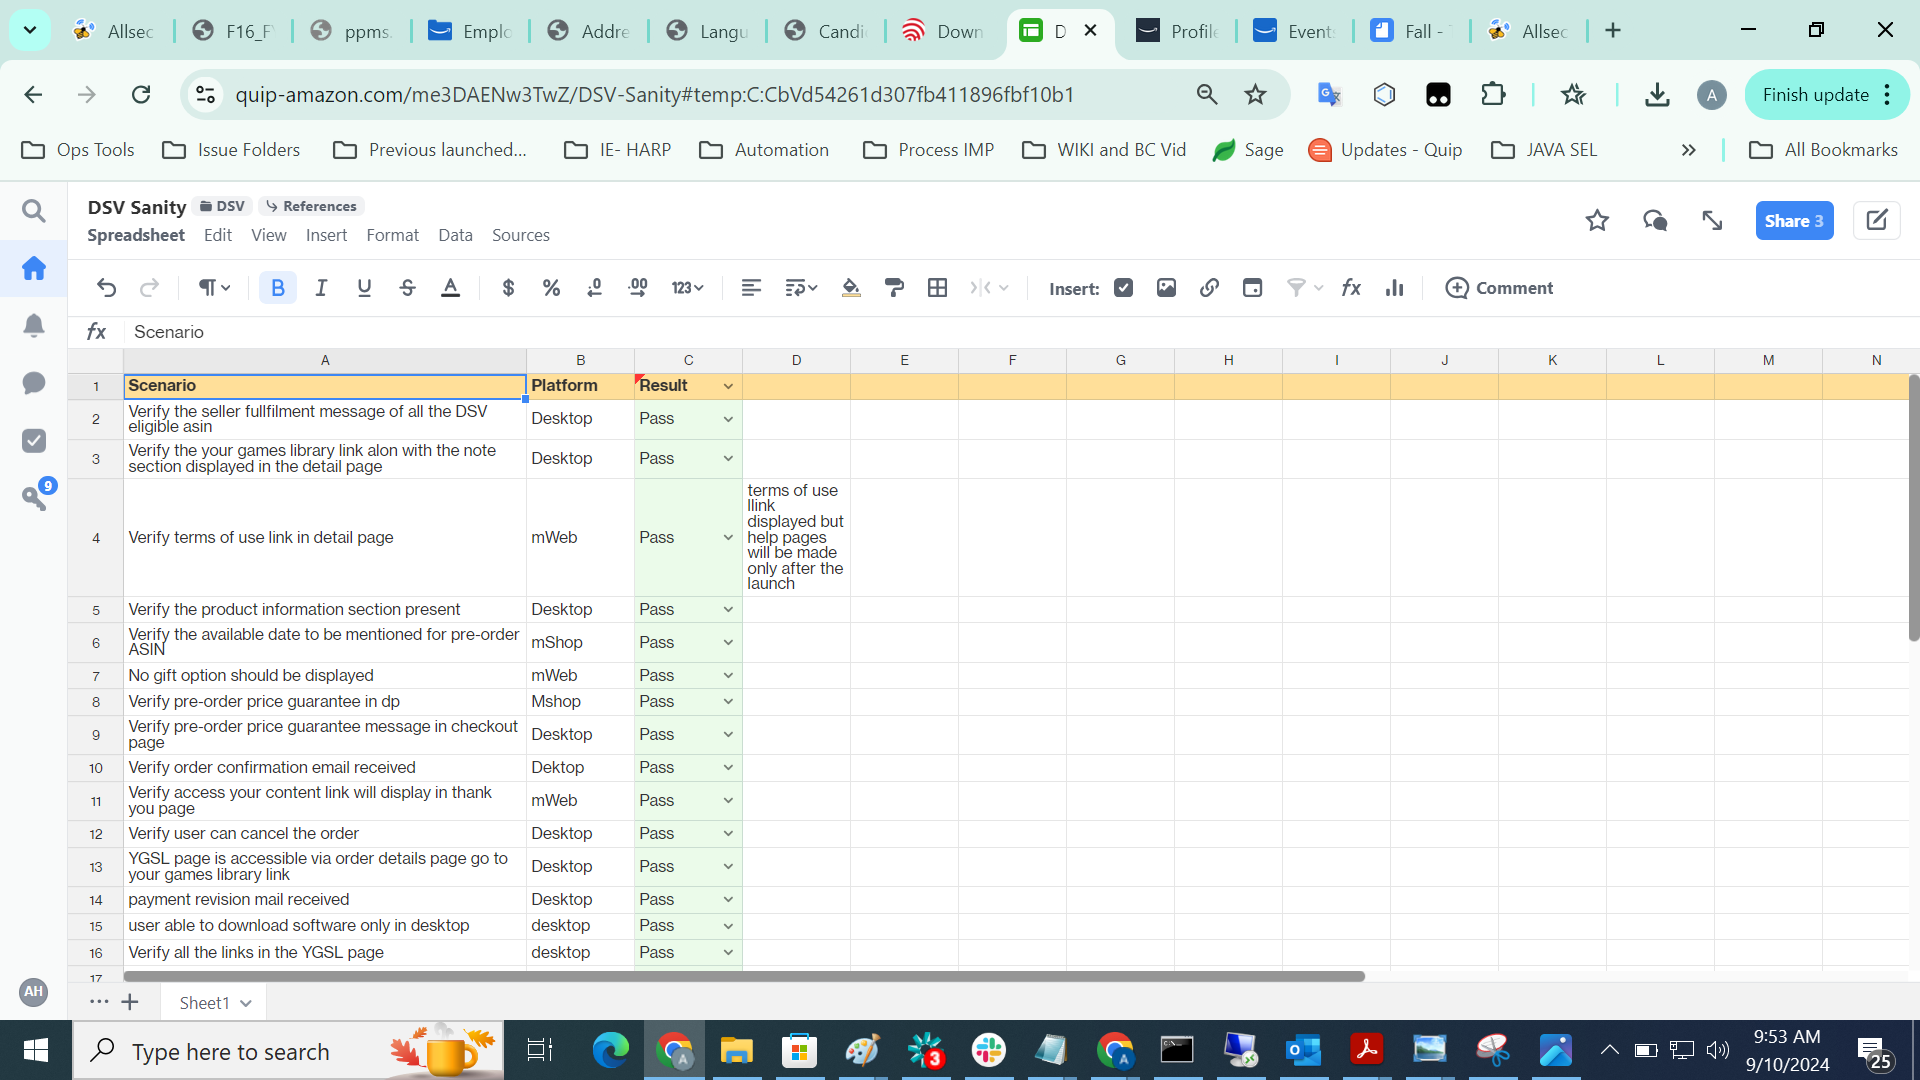 Allsec
F16_F
ppms.
Emplo
Addre
Langu
Candi
Down
D
Profile
Event
Fall -
Allsec
quip-amazon.com/me3DAENw3TwZ/DSV-Sanity#temp:C:CbVd54261d307fb411896fbf10b1
A
Finish update
Ops Tools
Issue Folders
Previous launched...
IE- HARP
Automation
Process IMP
WIKI and BC Vid
Sage
Updates - Quip
JAVA SEL
All Bookmarks
DSV Sanity DSV References
Spreadsheet Edit View Insert Format Data Sources
Share 3
$ % .0 .00 123
Insert:
Comment
fx Scenario
A B C D E F G H I J K L M N
1 Scenario Platform Result
2 Verify the seller fullfilment message of all the DSV
eligible asin Desktop Pass
3 Verify the your games library link alon with the note
section displayed in the detail page Desktop Pass
4 Verify terms of use link in detail page mWeb Pass
terms of use
llink
displayed but
help pages
will be made
only after the
launch
5 Verify the product information section present Desktop Pass
6 Verify the available date to be mentioned for pre-order
ASIN mShop Pass
7 No gift option should be displayed mWeb Pass
8 Verify pre-order price guarantee in dp Mshop Pass
9 Verify pre-order price guarantee message in checkout
page Desktop Pass
10 Verify order confirmation email received Dektop Pass
11 Verify access your content link will display in thank
you page mWeb Pass
12 Verify user can cancel the order Desktop Pass
13 YGSL page is accessible via order details page go to
your games library link Desktop Pass
14 payment revision mail received Desktop Pass
15 user able to download software only in desktop desktop Pass
16 Verify all the links in the YGSL page desktop Pass
17
9
AH
Sheet1
Type here to search
3
9:53 AM
9/10/2024
25